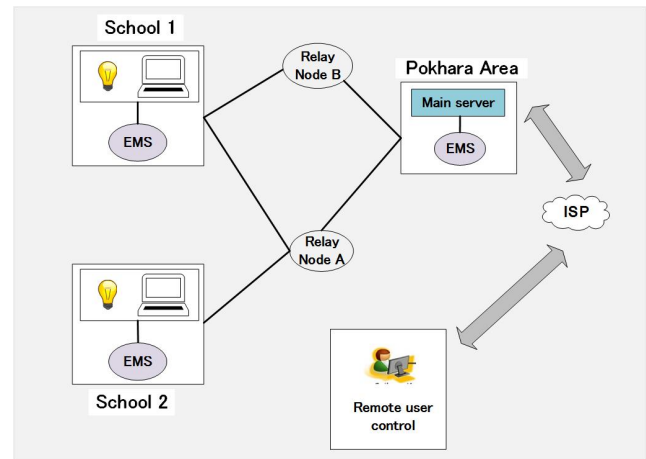 School 1
EMS
Relay
Node B
Pokhara Area
Main server
EMS
ISP
Relay
Node A
EMS
School 2
Remote user
control